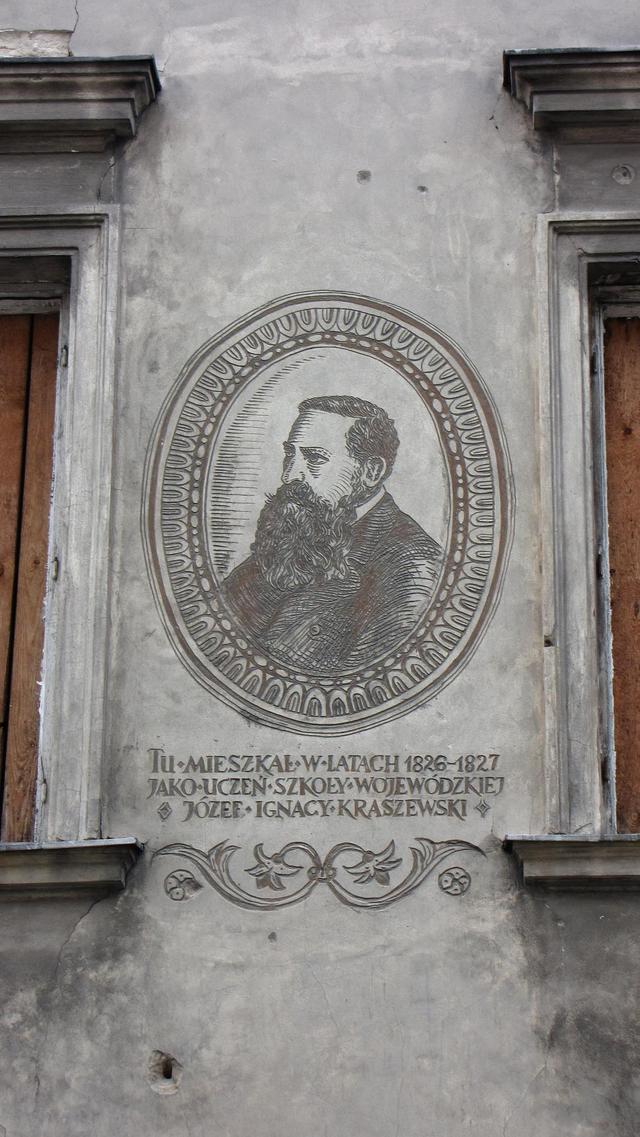 TU·MIESZKAŁ·W·LATACH 1826–1827
JAKO·UCZEŃ·SZKOŁY·WOJEWÓDZKIEJ
JÓZEF·IGNACY·KRASZEWSKI